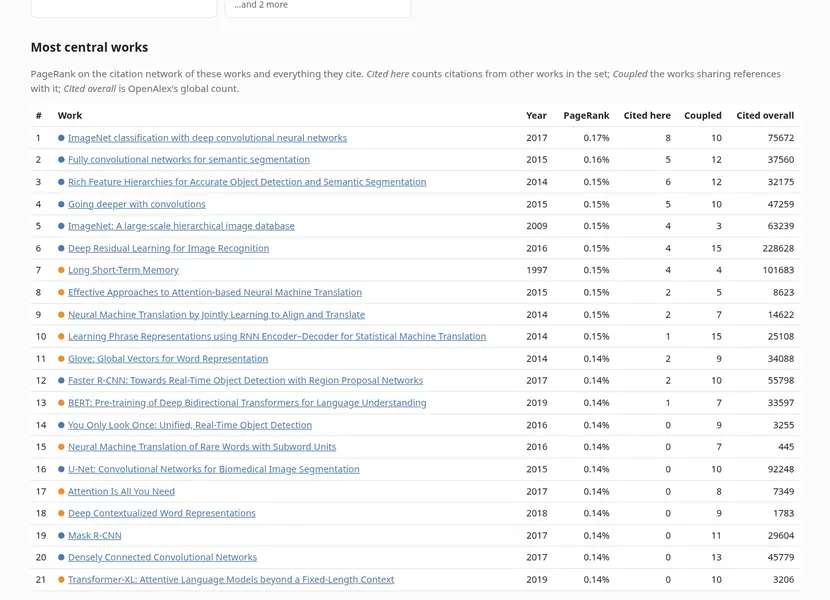 ...and 2 more
Most central works
PageRank on the citation network of these works and everything they cite. Cited here counts citations from other works in the set; Coupled the works sharing references
with it; Cited overall is OpenAlex's global count.
# Work Year PageRank Cited here Coupled Cited overall
1 ImageNet classification with deep convolutional neural networks 2017 0.17% 8 10 75672
2 Fully convolutional networks for semantic segmentation 2015 0.16% 5 12 37560
3 Rich Feature Hierarchies for Accurate Object Detection and Semantic Segmentation 2014 0.15% 6 12 32175
4 Going deeper with convolutions 2015 0.15% 5 10 47259
5 ImageNet: A large-scale hierarchical image database 2009 0.15% 4 3 63239
6 Deep Residual Learning for Image Recognition 2016 0.15% 4 15 228628
7 Long Short-Term Memory 1997 0.15% 4 4 101683
8 Effective Approaches to Attention-based Neural Machine Translation 2015 0.15% 2 5 8623
9 Neural Machine Translation by Jointly Learning to Align and Translate 2014 0.15% 2 7 14622
10 Learning Phrase Representations using RNN Encoder–Decoder for Statistical Machine Translation 2014 0.15% 1 15 25108
11 Glove: Global Vectors for Word Representation 2014 0.14% 2 9 34088
12 Faster R-CNN: Towards Real-Time Object Detection with Region Proposal Networks 2017 0.14% 2 10 55798
13 BERT: Pre-training of Deep Bidirectional Transformers for Language Understanding 2019 0.14% 1 7 33597
14 You Only Look Once: Unified, Real-Time Object Detection 2016 0.14% 0 9 3255
15 Neural Machine Translation of Rare Words with Subword Units 2016 0.14% 0 7 445
16 U-Net: Convolutional Networks for Biomedical Image Segmentation 2015 0.14% 0 10 92248
17 Attention Is All You Need 2017 0.14% 0 8 7349
18 Deep Contextualized Word Representations 2018 0.14% 0 9 1783
19 Mask R-CNN 2017 0.14% 0 11 29604
20 Densely Connected Convolutional Networks 2017 0.14% 0 13 45779
21 Transformer-XL: Attentive Language Models beyond a Fixed-Length Context 2019 0.14% 0 10 3206